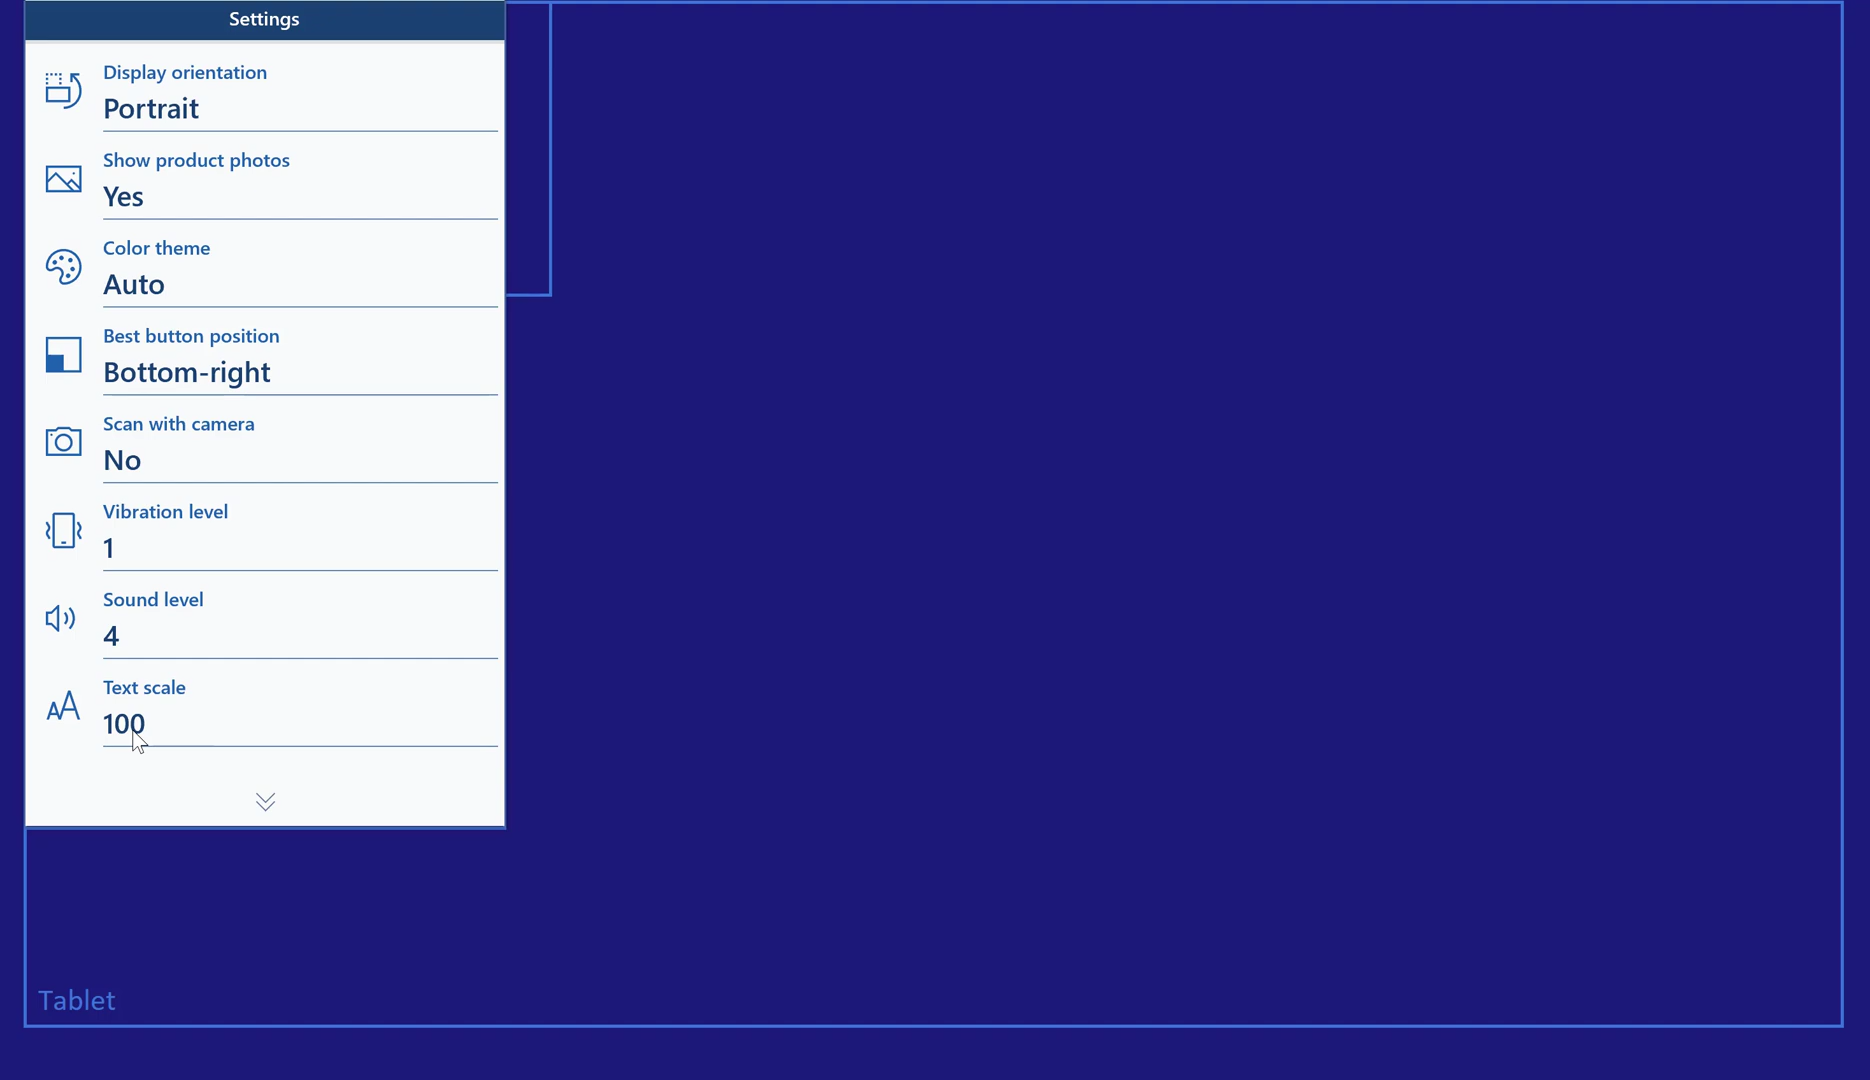 Settings
Display orientation
Portrait
Show product photos
Yes
Color theme
Auto
Best button position
Bottom-right
Scan with camera
No
Vibration level
1
Sound level
4
Text scale
100
Tablet